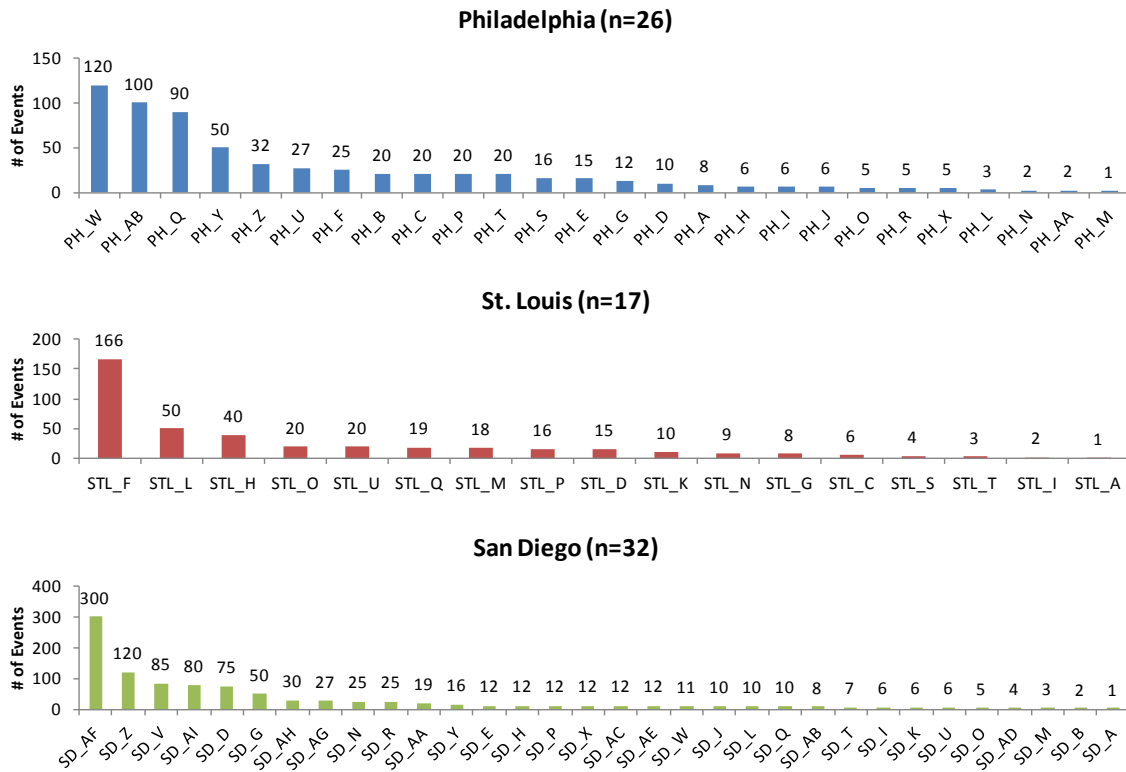 Philadelphia (n=26)
# of Events
150
100
50
0
120 100 90 50 32 27 25 20 20 20 20 16 15 12 10 8 6 6 6 5 5 5 3 2 2 1
PH_W PH_AB PH_Q PH_Y PH_Z PH_U PH_F PH_B PH_C PH_P PH_T PH_S PH_E PH_G PH_D PH_A PH_H PH_I PH_J PH_O PH_R PH_X PH_L PH_N PH_AA PH_M
St. Louis (n=17)
# of Events
200
150
100
50
0
166 50 40 20 20 19 18 16 15 10 9 8 6 4 3 2 1
STL_F STL_L STL_H STL_O STL_U STL_Q STL_M STL_P STL_D STL_K STL_N STL_G STL_C STL_S STL_T STL_I STL_A
San Diego (n=32)
# of Events
400
300
200
100
0
300 120 85 80 75 50 30 27 25 25 19 16 12 12 12 12 12 12 11 10 10 10 8 7 6 6 6 5 4 3 2 1
SD_AF SD_Z SD_V SD_AI SD_D SD_G SD_AH SD_AG SD_N SD_R SD_AA SD_Y SD_E SD_H SD_P SD_X SD_AC SD_AE SD_W SD_J SD_L SD_Q SD_AB SD_T SD_I SD_K SD_U SD_O SD_AD SD_M SD_B SD_A